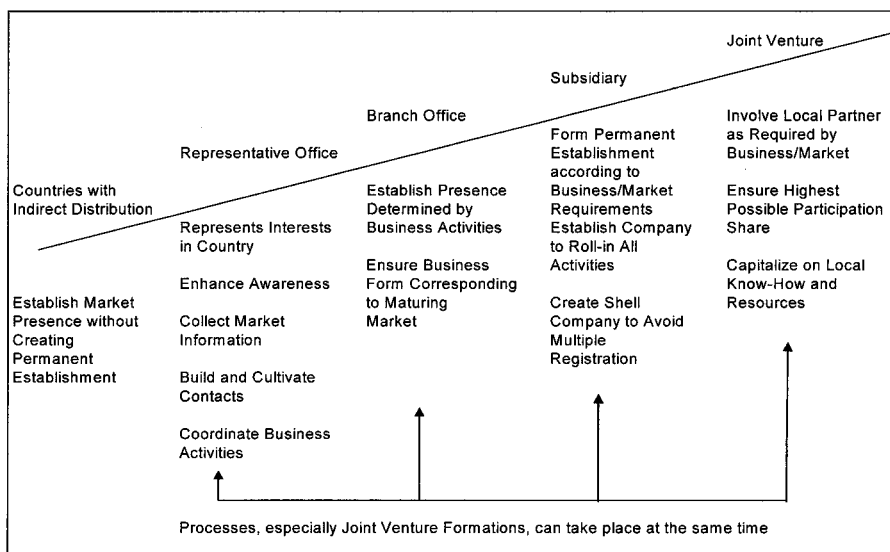 Countries with
Indirect Distribution
Establish Market
Presence without
Creating
Permanent
Establishment
Representative Office
Represents Interests
in Country
Enhance Awareness
Collect Market
Information
Build and Cultivate
Contacts
Coordinate Business
Activities
Branch Office
Establish Presence
Determined by
Business Activities
Ensure Business
Form Corresponding
to Maturing
Market
Subsidiary
Form Permanent
Establishment
according to
Business/Market
Requirements
Establish Company
to Roll-in All
Activities
Create Shell
Company to Avoid
Multiple
Registration
Joint Venture
Involve Local Partner
as Required by
Business/Market
Ensure Highest
Possible Participation
Share
Capitalize on Local
Know-How and
Resources
Processes, especially Joint Venture Formations, can take place at the same time